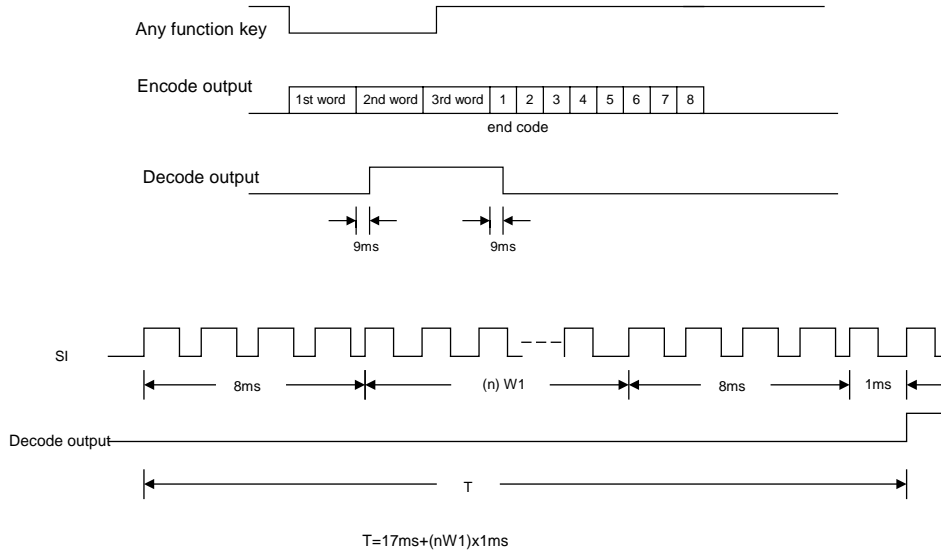 Any function key
Encode output
1st word 2nd word 3rd word 1 2 3 4 5 6 7 8
end code
Decode output
9ms 9ms
SI
8ms (n) W1 8ms 1ms
Decode output
T
T=17ms+(nW1)x1ms